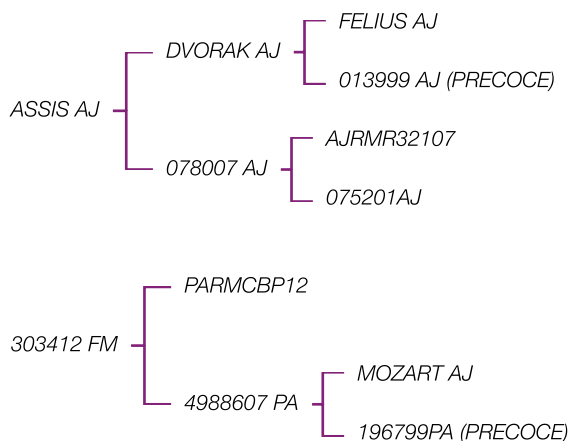 FELIUS AJ
DVORAK AJ
013999 AJ (PRECOCE)
ASSIS AJ
AJRMR32107
078007 AJ
075201AJ
PARMCBP12
303412 FM
MOZART AJ
4988607 PA
196799PA (PRECOCE)